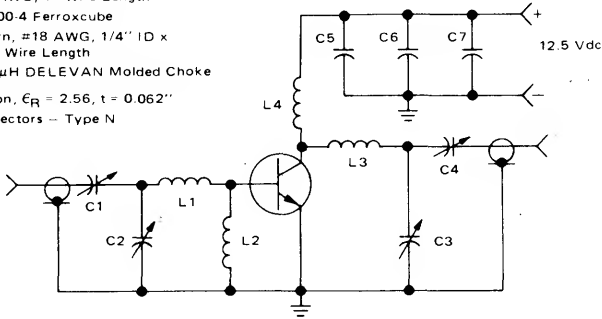 00-4 Ferroxcube
n, #18 AWG, 1/4" ID x
Wire Length
μH DELEVAN Molded Choke
on, ЄR = 2.56, t = 0.062"
ectors – Type N
C5
C6
C7
+
12.5 Vdc
–
L4
L3
C4
C1
L1
C2
L2
C3